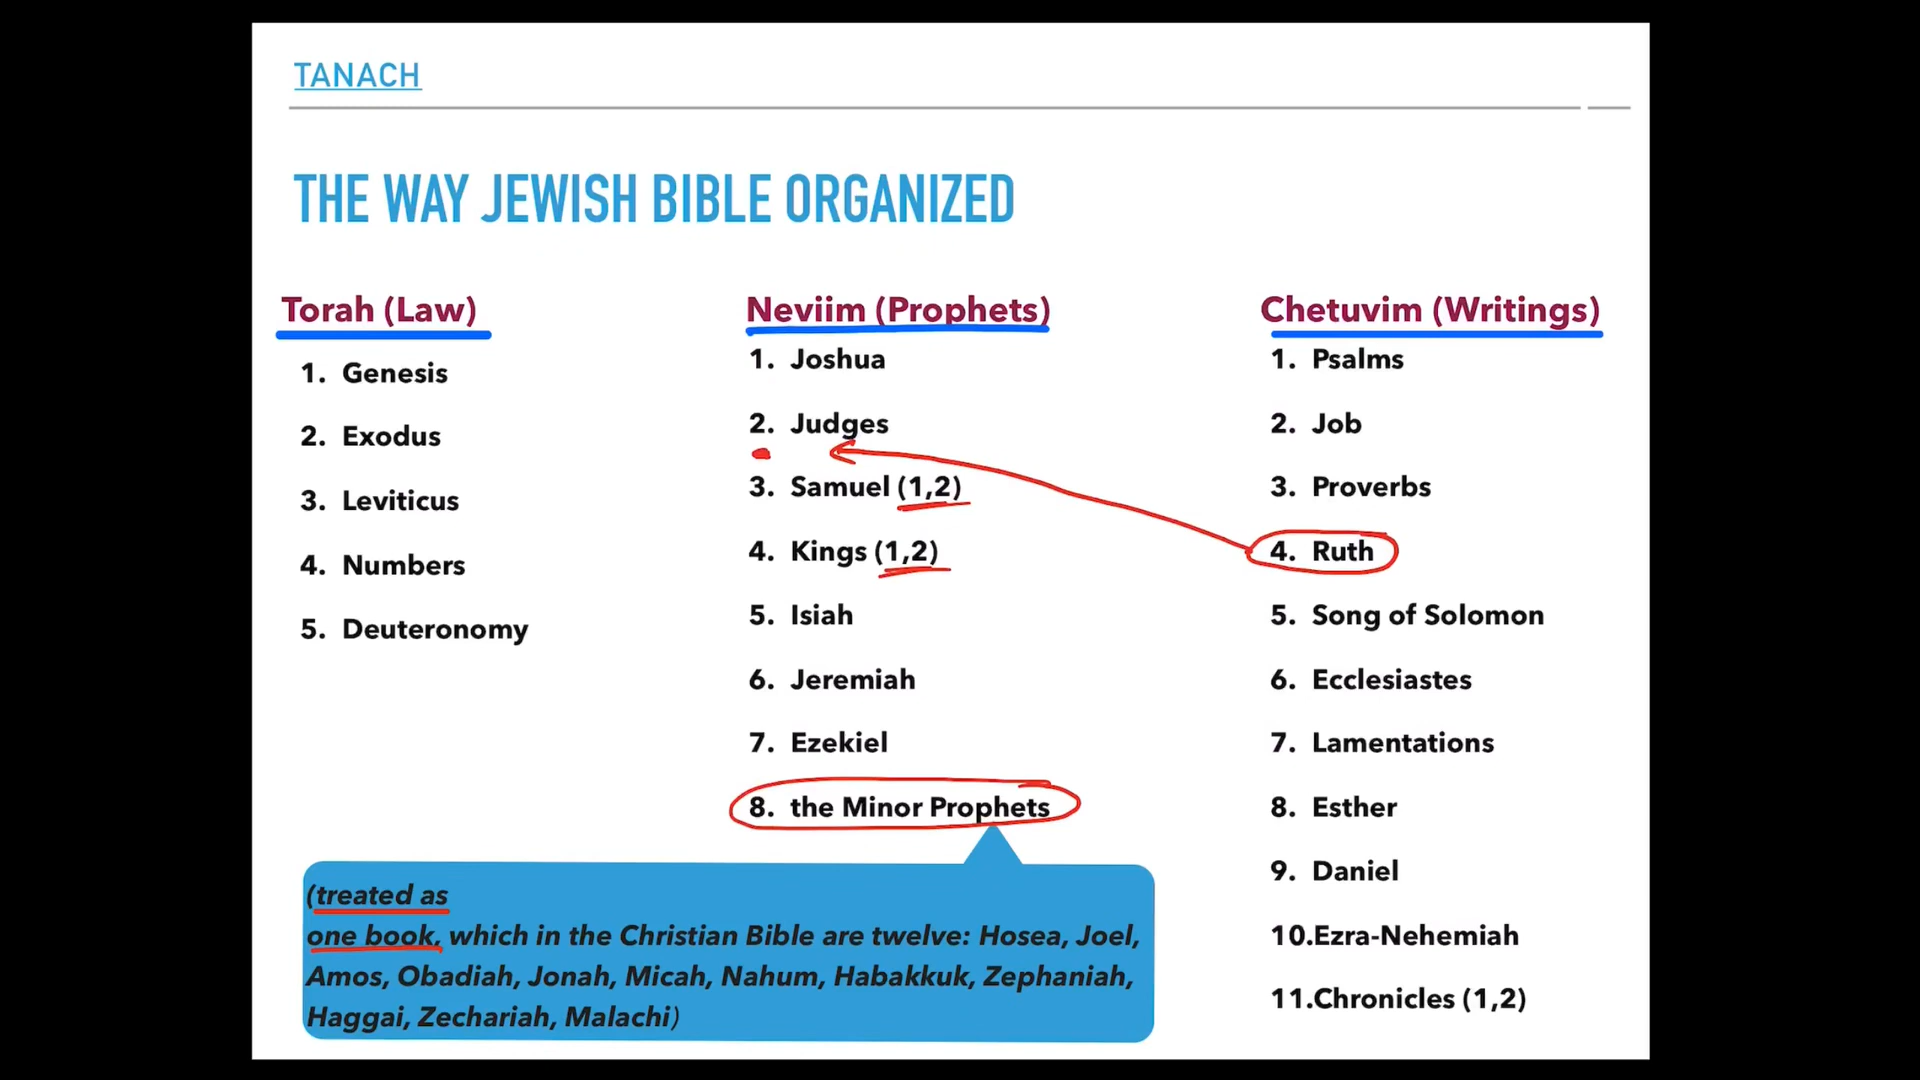 TANACH
THE WAY JEWISH BIBLE ORGANIZED
Torah (Law)
1. Genesis
2. Exodus
3. Leviticus
4. Numbers
5. Deuteronomy
Neviim (Prophets)
1. Joshua
2. Judges
3. Samuel (1,2)
4. Kings (1,2)
5. Isiah
6. Jeremiah
7. Ezekiel
8. the Minor Prophets
(treated as
one book, which in the Christian Bible are twelve: Hosea, Joel,
Amos, Obadiah, Jonah, Micah, Nahum, Habakkuk, Zephaniah,
Haggai, Zechariah, Malachi)
Chetuvim (Writings)
1. Psalms
2. Job
3. Proverbs
4. Ruth
5. Song of Solomon
6. Ecclesiastes
7. Lamentations
8. Esther
9. Daniel
10.Ezra-Nehemiah
11.Chronicles (1,2)